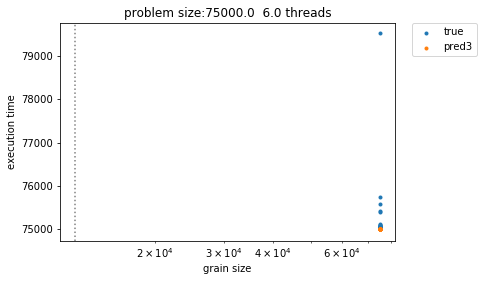 problem size:75000.0  6.0 threads
true
pred3
79000
78000
77000
76000
75000
execution time
2 × 10⁴
3 × 10⁴
4 × 10⁴
6 × 10⁴
grain size